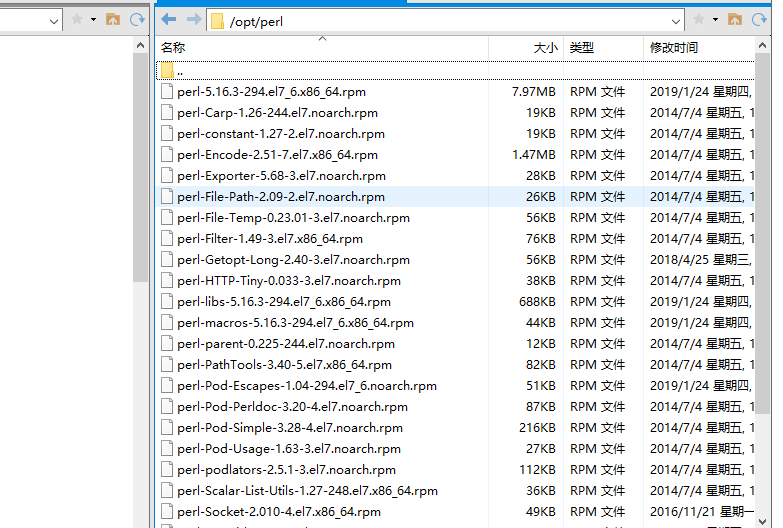 /opt/perl
名称 大小 类型 修改时间
..
perl-5.16.3-294.el7_6.x86_64.rpm 7.97MB RPM 文件 2019/1/24 星期四,
perl-Carp-1.26-244.el7.noarch.rpm 19KB RPM 文件 2014/7/4 星期五, 1
perl-constant-1.27-2.el7.noarch.rpm 19KB RPM 文件 2014/7/4 星期五, 1
perl-Encode-2.51-7.el7.x86_64.rpm 1.47MB RPM 文件 2014/7/4 星期五, 1
perl-Exporter-5.68-3.el7.noarch.rpm 28KB RPM 文件 2014/7/4 星期五, 1
perl-File-Path-2.09-2.el7.noarch.rpm 26KB RPM 文件 2014/7/4 星期五, 1
perl-File-Temp-0.23.01-3.el7.noarch.rpm 56KB RPM 文件 2014/7/4 星期五, 1
perl-Filter-1.49-3.el7.x86_64.rpm 76KB RPM 文件 2014/7/4 星期五, 1
perl-Getopt-Long-2.40-3.el7.noarch.rpm 56KB RPM 文件 2018/4/25 星期三,
perl-HTTP-Tiny-0.033-3.el7.noarch.rpm 38KB RPM 文件 2014/7/4 星期五, 1
perl-libs-5.16.3-294.el7_6.x86_64.rpm 688KB RPM 文件 2019/1/24 星期四,
perl-macros-5.16.3-294.el7_6.x86_64.rpm 44KB RPM 文件 2019/1/24 星期四,
perl-parent-0.225-244.el7.noarch.rpm 12KB RPM 文件 2014/7/4 星期五, 1
perl-PathTools-3.40-5.el7.x86_64.rpm 82KB RPM 文件 2014/7/4 星期五, 1
perl-Pod-Escapes-1.04-294.el7_6.noarch.rpm 51KB RPM 文件 2019/1/24 星期四,
perl-Pod-Perldoc-3.20-4.el7.noarch.rpm 87KB RPM 文件 2014/7/4 星期五, 1
perl-Pod-Simple-3.28-4.el7.noarch.rpm 216KB RPM 文件 2014/7/4 星期五, 1
perl-Pod-Usage-1.63-3.el7.noarch.rpm 27KB RPM 文件 2014/7/4 星期五, 1
perl-podlators-2.5.1-3.el7.noarch.rpm 112KB RPM 文件 2014/7/4 星期五, 1
perl-Scalar-List-Utils-1.27-248.el7.x86_64.rpm 36KB RPM 文件 2014/7/4 星期五, 1
perl-Socket-2.010-4.el7.x86_64.rpm 49KB RPM 文件 2016/11/21 星期一